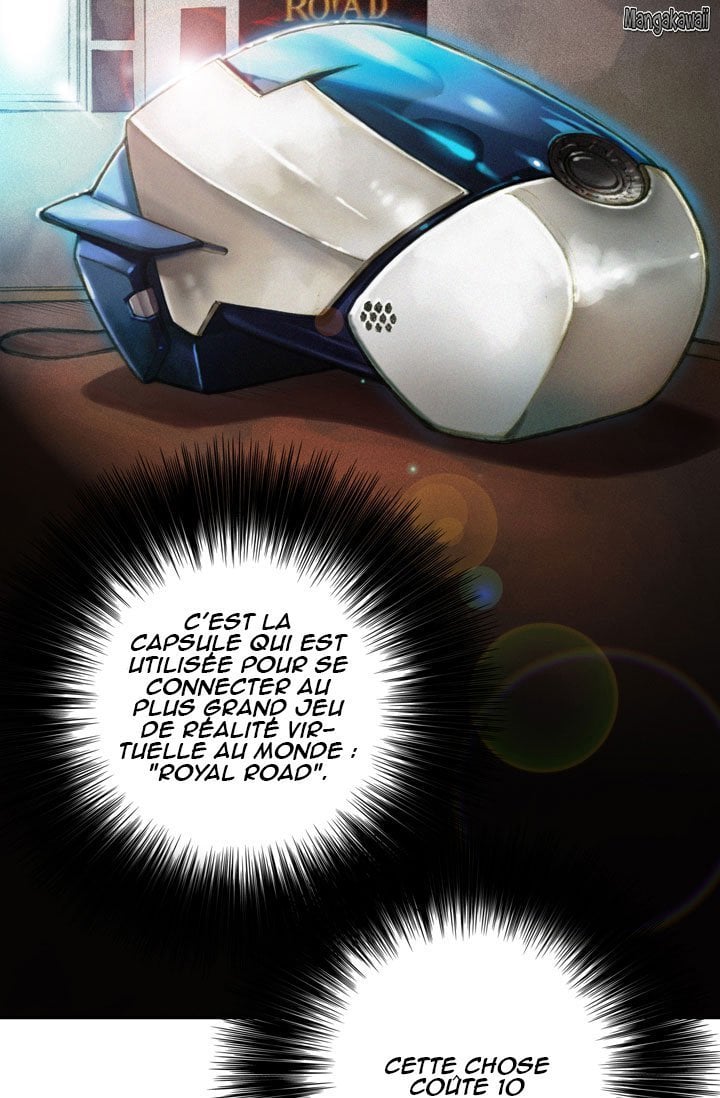 ROYAD
Mangakawaii
C'EST LA
CAPSULE QUI EST
UTILISÉE POUR SE
CONNECTER AU
PLUS GRAND JEU
DE RÉALITÉ VIR-
TUELLE AU MONDE :
"ROYAL ROAD".
CETTE CHOSE
COÛTE 10